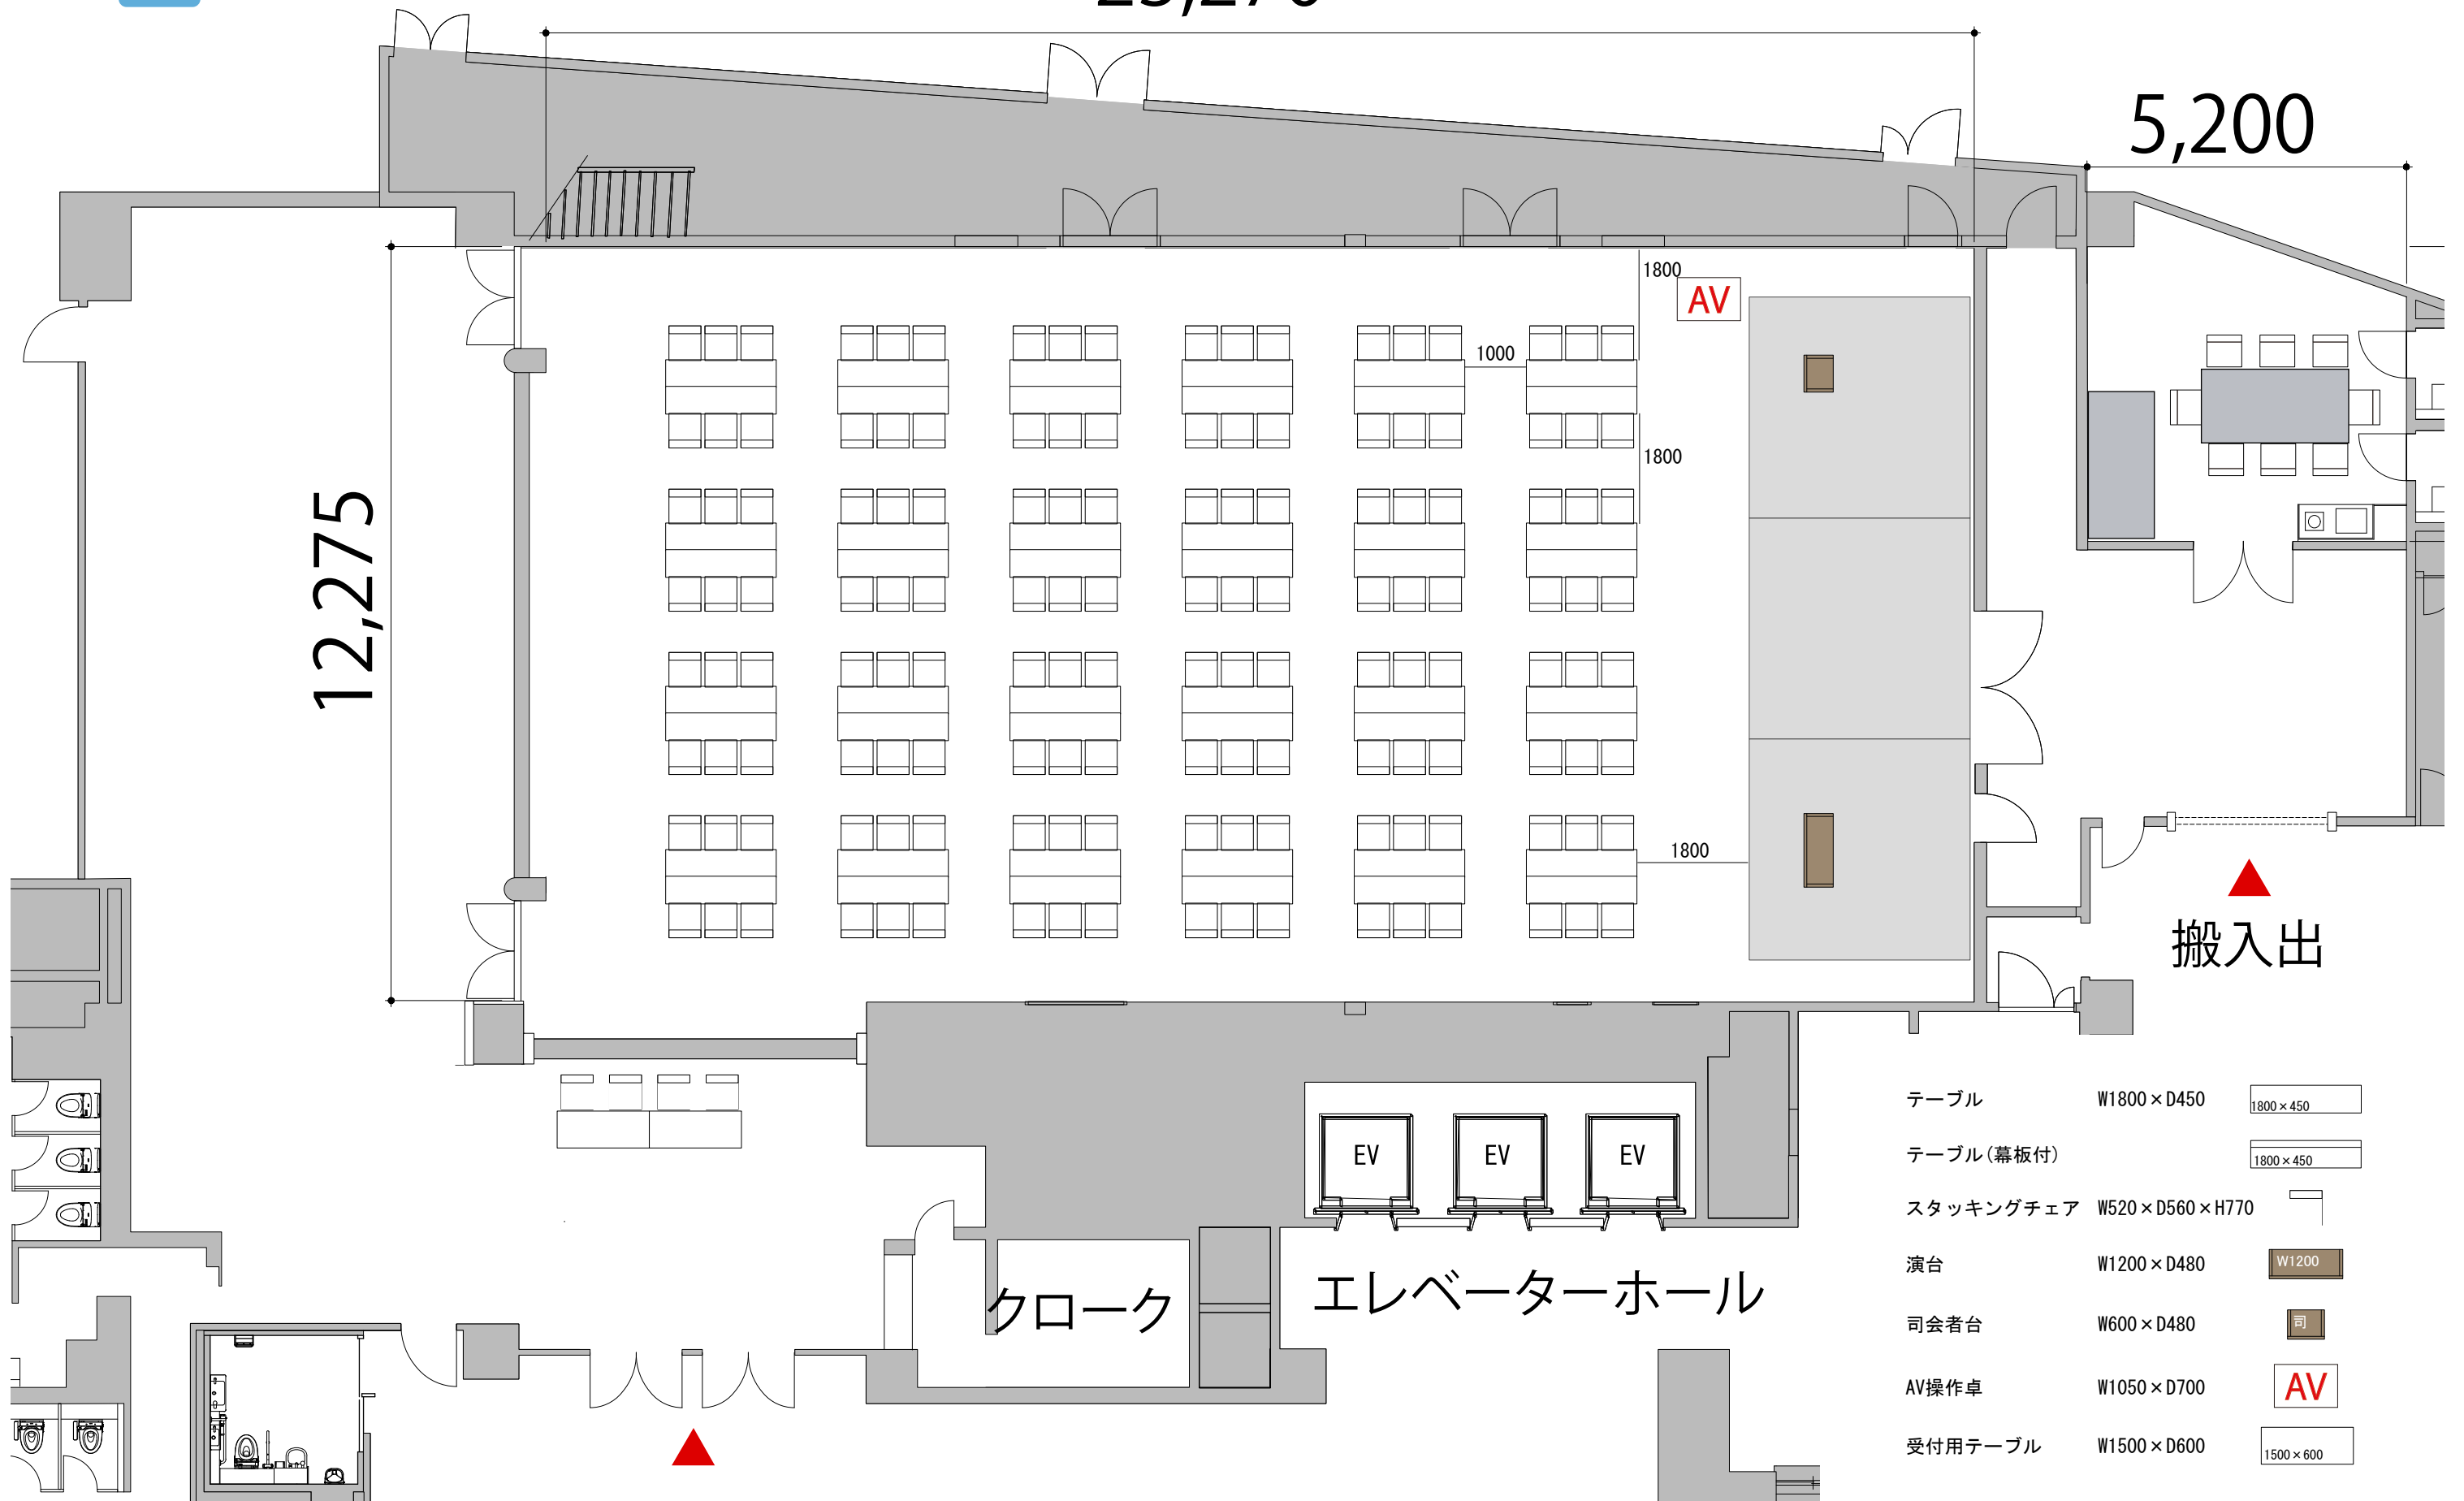 5,200
1800
AV
1000
1800
12,275
1800
搬入出
EV
EV
EV
クローク
エレベーターホール
テーブル W1800×D450 1800×450
テーブル(幕板付) 1800×450
スタッキングチェア W520×D560×H770
演台 W1200×D480 W1200
司会者台 W600×D480 司
AV操作卓 W1050×D700 AV
受付用テーブル W1500×D600 1500×600